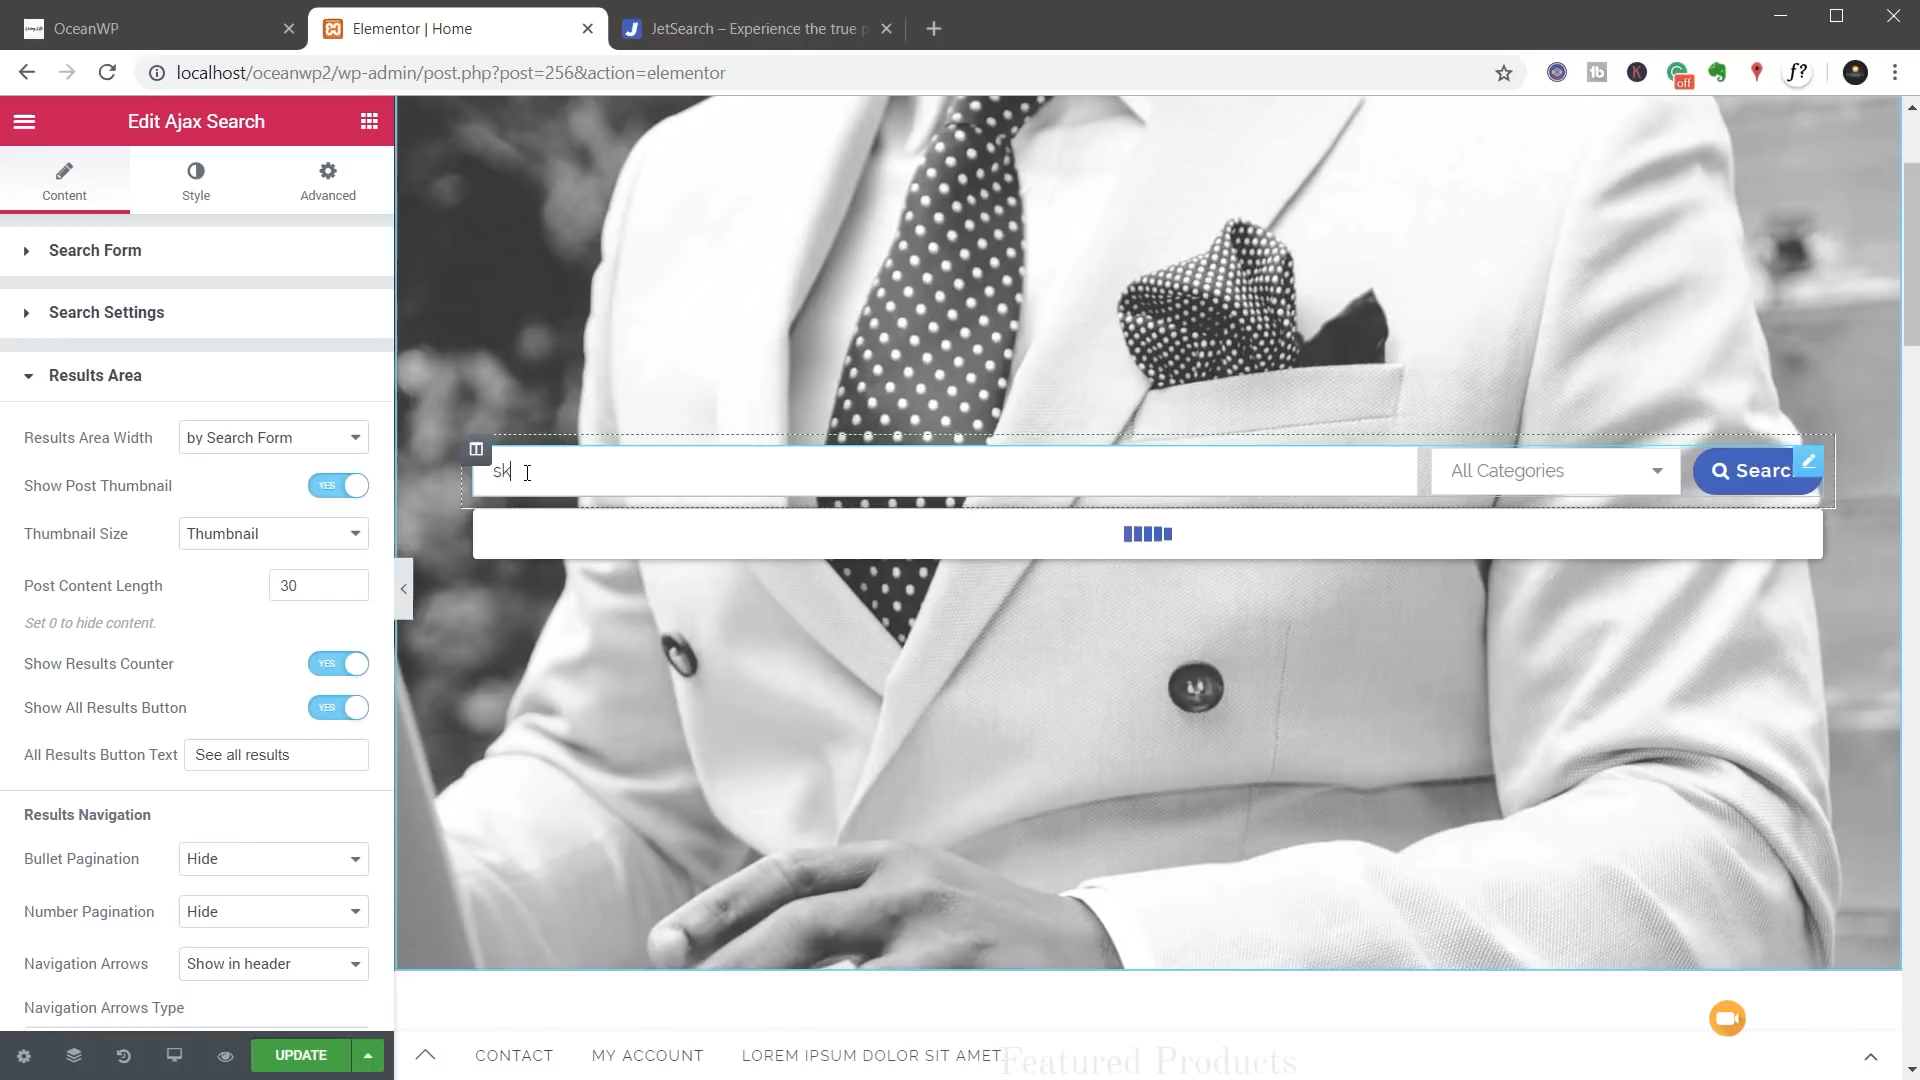 OceanWP
Elementor | Home
JetSearch – Experience the true p
localhost/oceanwp2/wp-admin/post.php?post=256&action=elementor
off
f?
Edit Ajax Search
Content
Style
Advanced
Search Form
Search Settings
Results Area
Results Area Width
by Search Form
Show Post Thumbnail
YES
Thumbnail Size
Thumbnail
Post Content Length
30
Set 0 to hide content.
Show Results Counter
YES
Show All Results Button
YES
All Results Button Text
See all results
Results Navigation
Bullet Pagination
Hide
Number Pagination
Hide
Navigation Arrows
Show in header
Navigation Arrows Type
UPDATE
sk
All Categories
Searc
CONTACT
MY ACCOUNT
LOREM IPSUM DOLOR SIT AMET
Featured Products